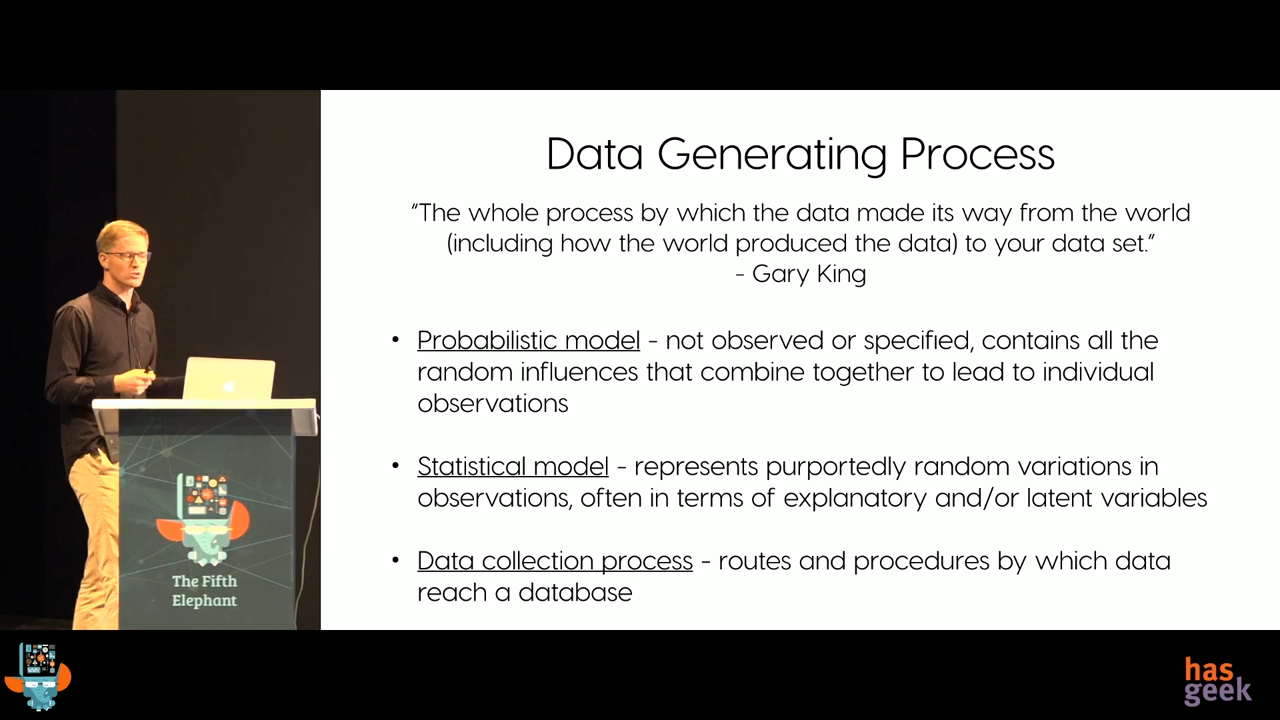 Data Generating Process
“The whole process by which the data made its way from the world
(including how the world produced the data) to your data set.”
- Gary King
• Probabilistic model - not observed or specified, contains all the
random influences that combine together to lead to individual
observations
• Statistical model - represents purportedly random variations in
observations, often in terms of explanatory and/or latent variables
• Data collection process - routes and procedures by which data
reach a database
The Fifth
Elephant
has
geek